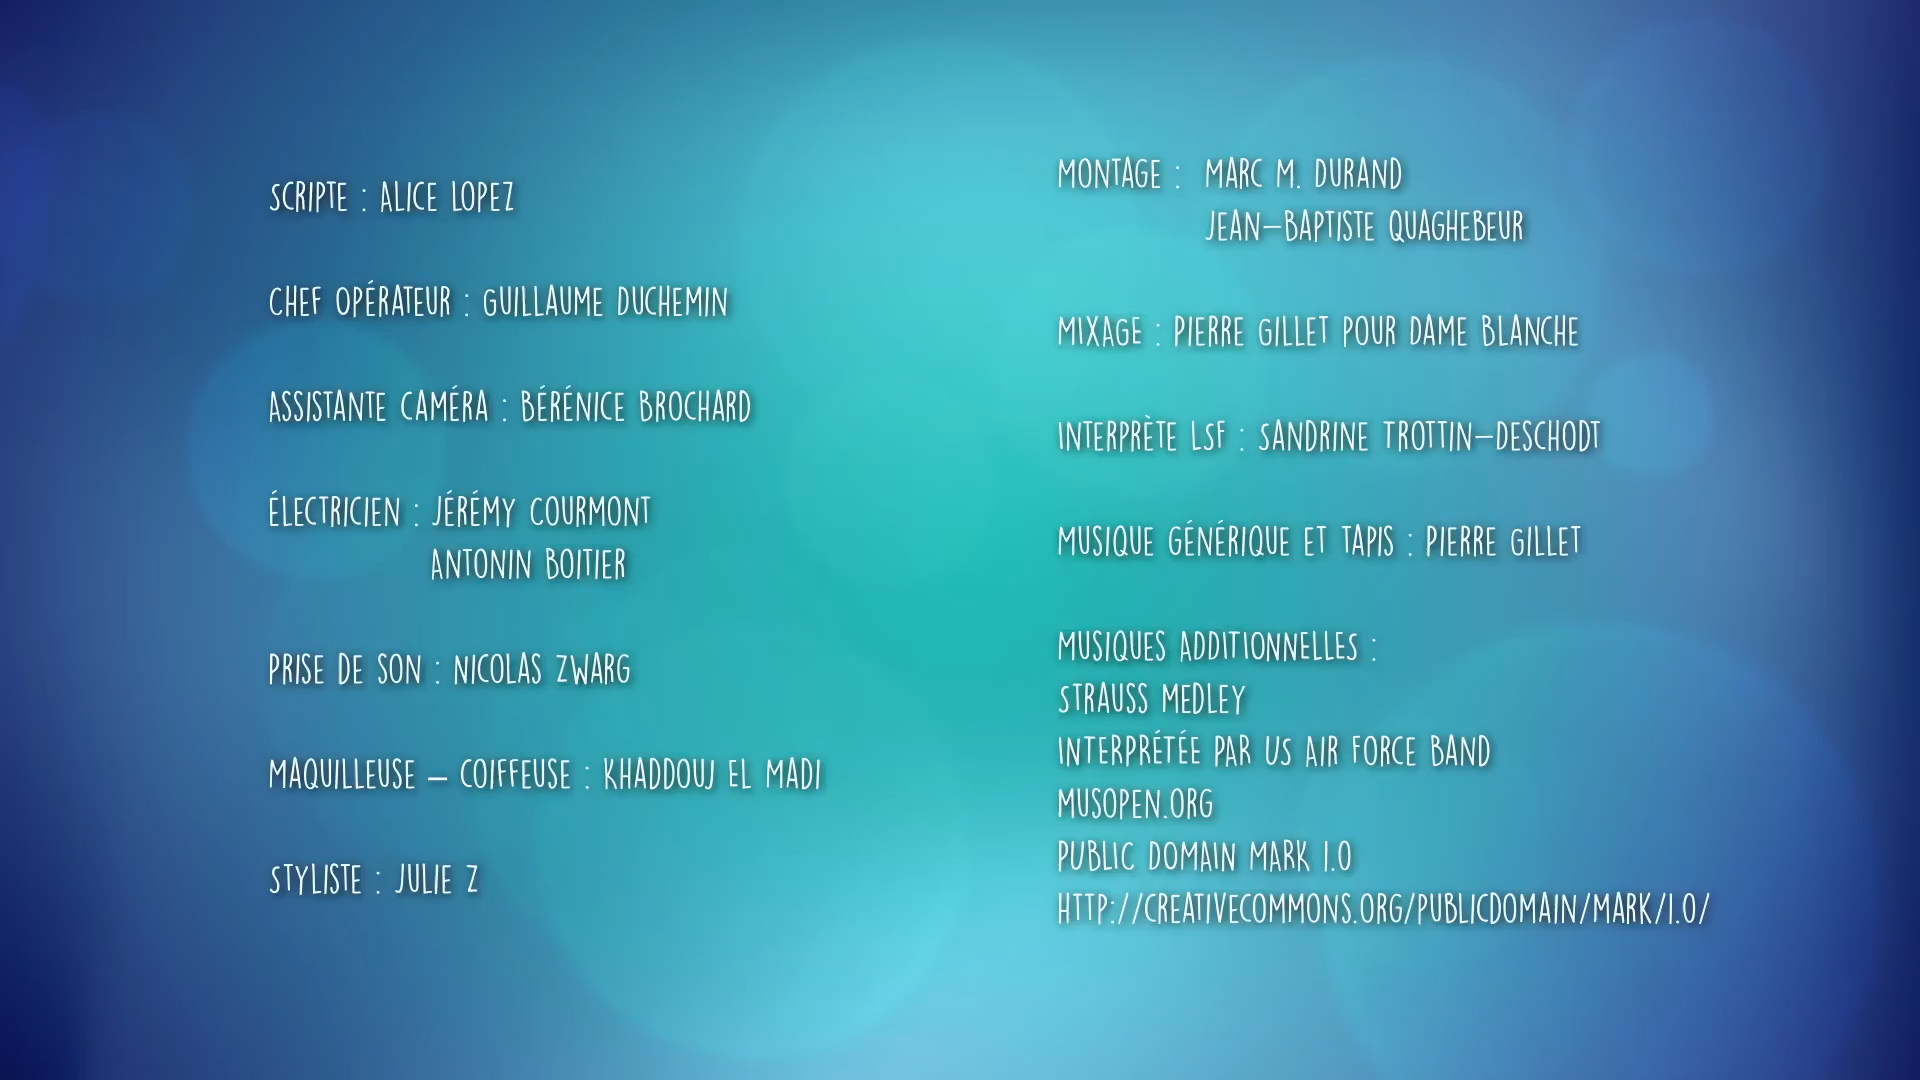 SCRIPTE : ALICE LOPEZ
CHEF OPÉRATEUR : GUILLAUME DUCHEMIN
ASSISTANTE CAMÉRA : BÉRÉNICE BROCHARD
ÉLECTRICIEN : JÉRÉMY COURMONT
ANTONIN BOITIER
PRISE DE SON : NICOLAS ZWARG
MAQUILLEUSE – COIFFEUSE : KHADDOUJ EL MADI
STYLISTE : JULIE Z
MONTAGE : MARC M. DURAND
JEAN-BAPTISTE QUAGHEBEUR
MIXAGE : PIERRE GILLET POUR DAME BLANCHE
INTERPRÈTE LSF : SANDRINE TROTTIN-DESCHODT
MUSIQUE GÉNÉRIQUE ET TAPIS : PIERRE GILLET
MUSIQUES ADDITIONNELLES :
STRAUSS MEDLEY
INTERPRÉTÉE PAR US AIR FORCE BAND
MUSOPEN.ORG
PUBLIC DOMAIN MARK 1.0
HTTP://CREATIVECOMMONS.ORG/PUBLICDOMAIN/MARK/1.0/